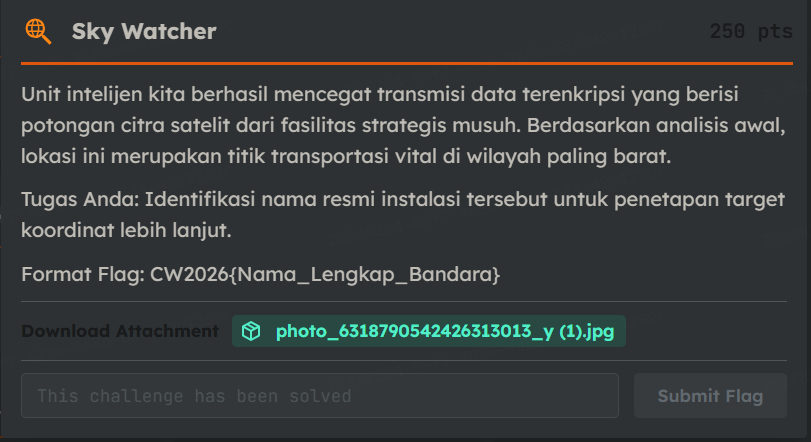 Sky Watcher
250 pts
Unit intelijen kita berhasil mencegat transmisi data terenkripsi yang berisi
potongan citra satelit dari fasilitas strategis musuh. Berdasarkan analisis awal,
lokasi ini merupakan titik transportasi vital di wilayah paling barat.
Tugas Anda: Identifikasi nama resmi instalasi tersebut untuk penetapan target
koordinat lebih lanjut.
Format Flag: CW2026{Nama_Lengkap_Bandara}
Download Attachment
photo_6318790542426313013_y (1).jpg
This challenge has been solved
Submit Flag